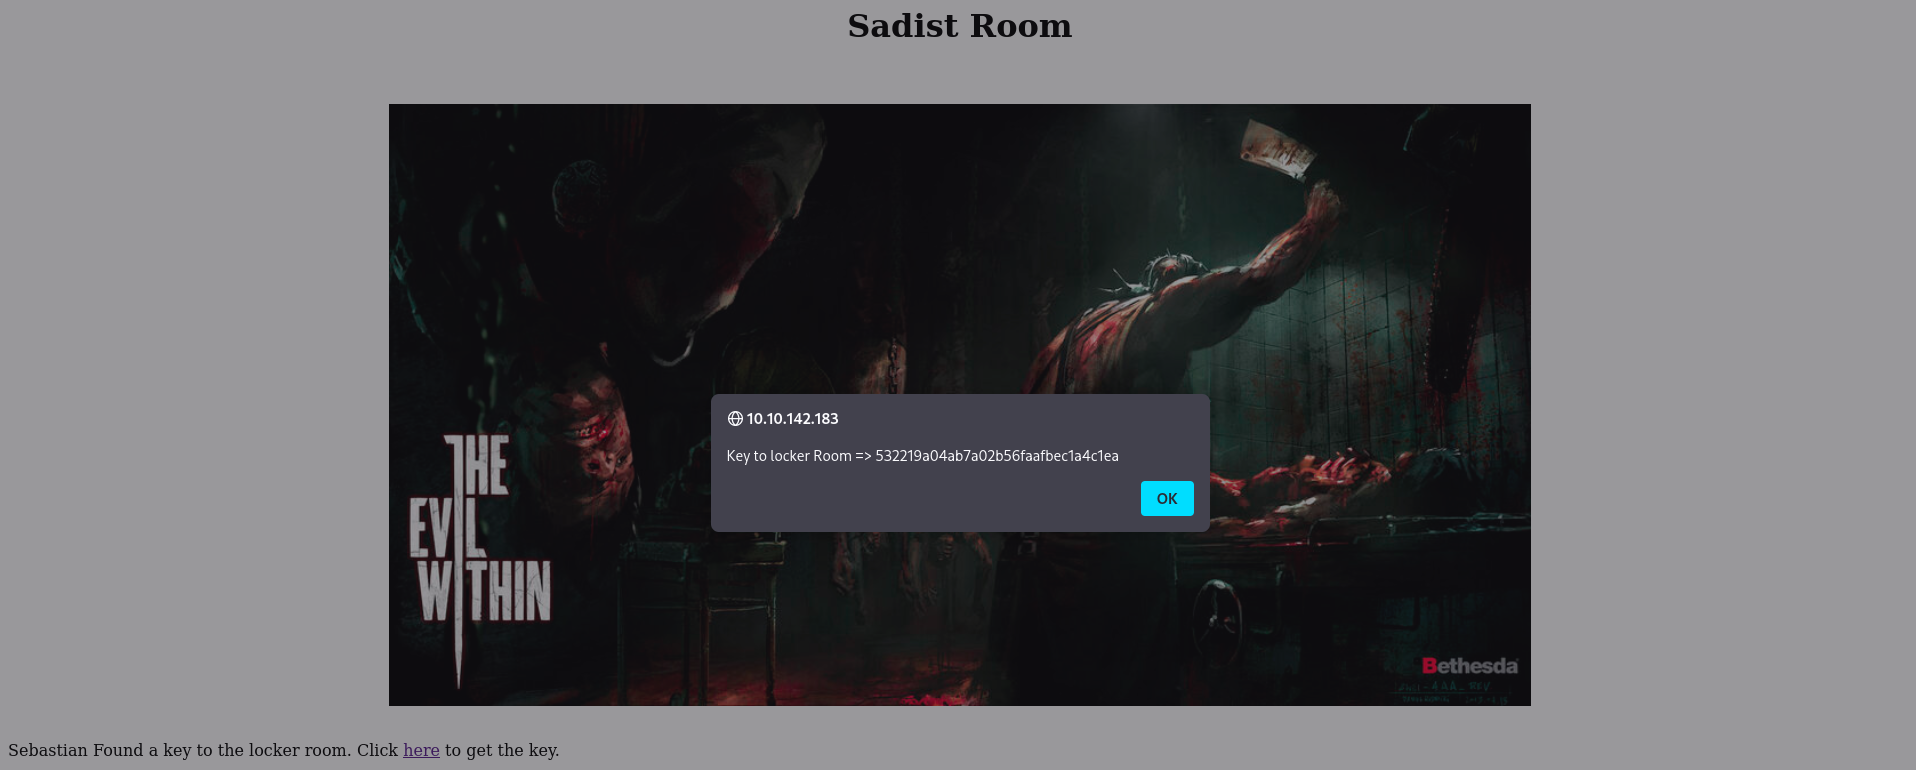 Sadist Room
10.10.142.183
Key to locker Room => 532219a04ab7a02b56faafbec1a4c1ea
OK
THE
EVIL
WITHIN
Bethesda
Sebastian Found a key to the locker room. Click here to get the key.